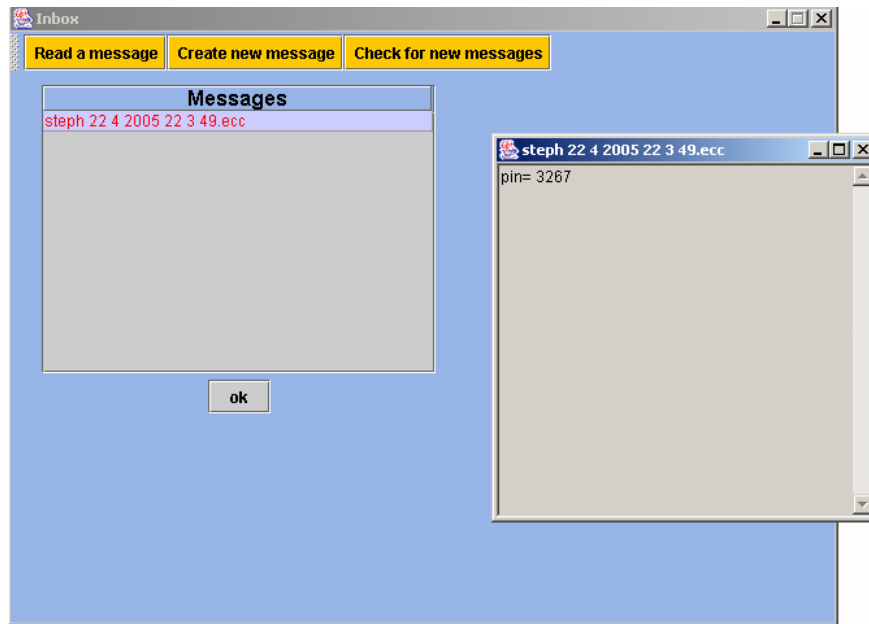 Inbox
Read a message Create new message Check for new messages
Messages
steph 22 4 2005 22 3 49.ecc
steph 22 4 2005 22 3 49.ecc
pin= 3267
ok